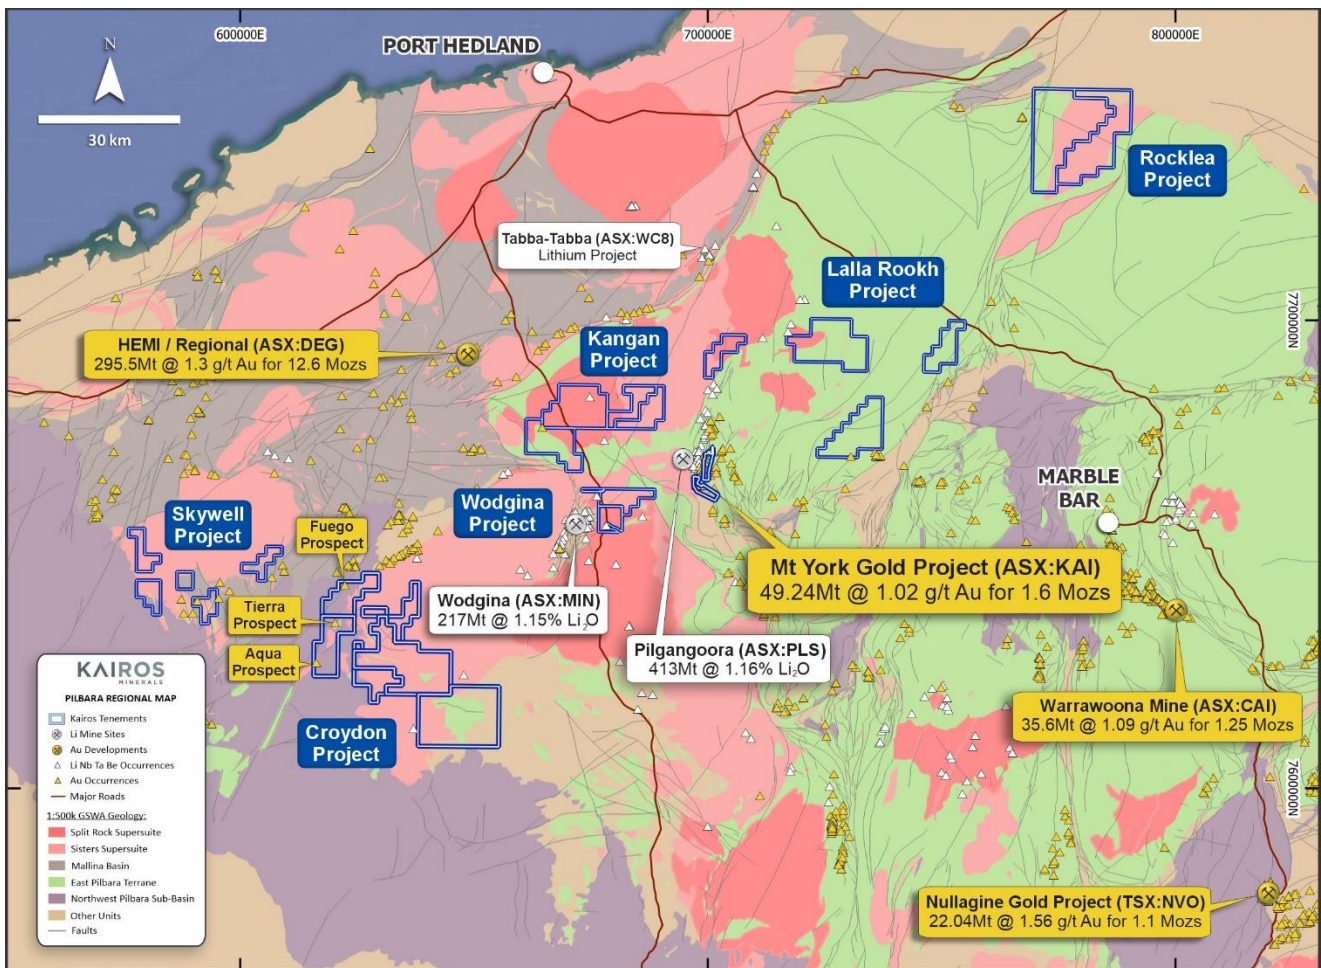 600000E
700000E
800000E
PORT HEDLAND
N
30 km
Rocklea
Project
Tabba-Tabba (ASX:WC8)
Lithium Project
Lalla Rookh
Project
7700000N
HEMI / Regional (ASX:DEG)
295.5Mt @ 1.3 g/t Au for 12.6 Mozs
Kangan
Project
MARBLE
BAR
Skywell
Project
Fuego
Prospect
Wodgina
Project
Mt York Gold Project (ASX:KAI)
49.24Mt @ 1.02 g/t Au for 1.6 Mozs
Tierra
Prospect
Wodgina (ASX:MIN)
217Mt @ 1.15% Li₂O
Aqua
Prospect
Pilgangoora (ASX:PLS)
413Mt @ 1.16% Li₂O
Warrawoona Mine (ASX:CAI)
35.6Mt @ 1.09 g/t Au for 1.25 Mozs
Croydon
Project
7600000N
KAIROS
MINERALS
PILBARA REGIONAL MAP
Kairos Tenements
Li Mine Sites
Au Developments
Li Nb Ta Be Occurrences
Au Occurrences
Major Roads
1:500k GSWA Geology:
Split Rock Supersuite
Sisters Supersuite
Mallina Basin
East Pilbara Terrane
Northwest Pilbara Sub-Basin
Other Units
Faults
Nullagine Gold Project (TSX:NVO)
22.04Mt @ 1.56 g/t Au for 1.1 Mozs